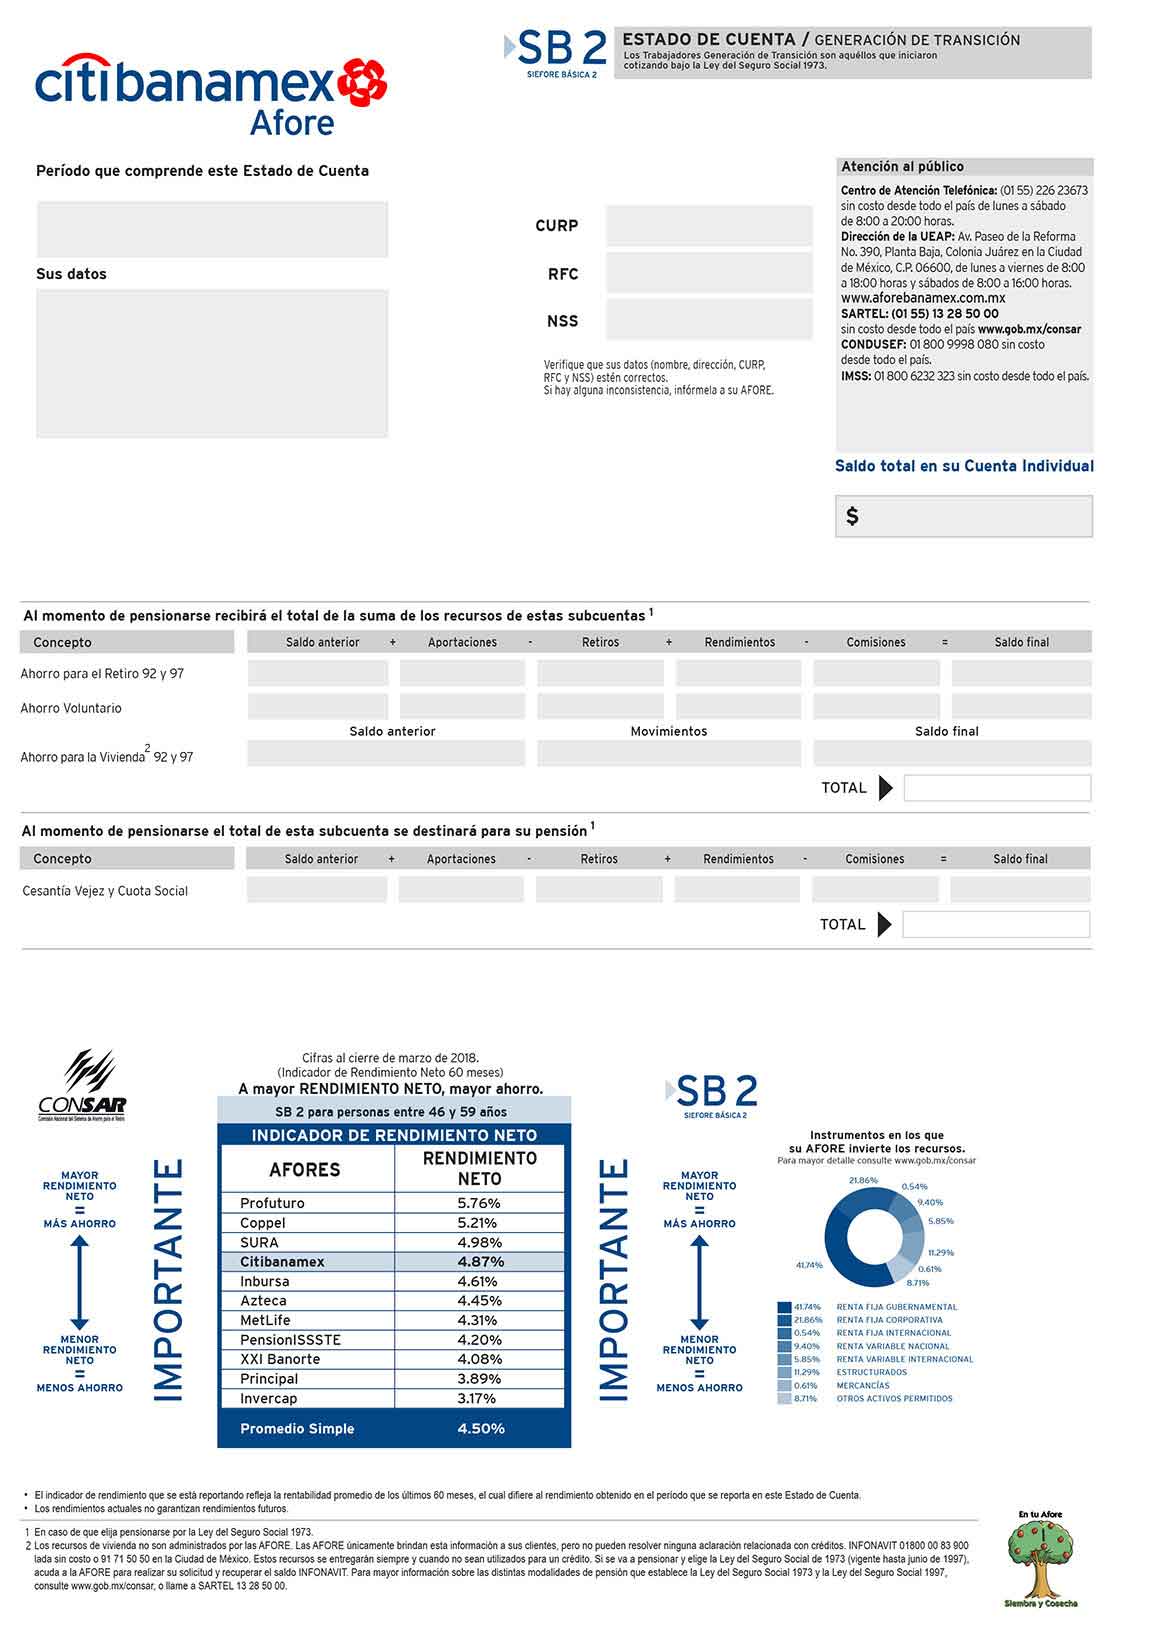 citibanamex
Afore
SB 2
SIEFORE BÁSICA 2
ESTADO DE CUENTA / GENERACIÓN DE TRANSICIÓN
Los Trabajadores Generación de Transición son aquéllos que iniciaron
cotizando bajo la Ley del Seguro Social 1973.
Período que comprende este Estado de Cuenta
Sus datos
CURP
RFC
NSS
Verifique que sus datos (nombre, dirección, CURP,
RFC y NSS) estén correctos.
Si hay alguna inconsistencia, infórmela a su AFORE.
Atención al público
Centro de Atención Telefónica: (01 55) 226 23673
sin costo desde todo el país de lunes a sábado
de 8:00 a 20:00 horas.
Dirección de la UEAP: Av. Paseo de la Reforma
No. 390, Planta Baja, Colonia Juárez en la Ciudad
de México, C.P. 06600, de lunes a viernes de 8:00
a 18:00 horas y sábados de 8:00 a 16:00 horas.
www.aforebanamex.com.mx
SARTEL: (01 55) 13 28 50 00
sin costo desde todo el país www.gob.mx/consar
CONDUSEF: 01 800 9998 080 sin costo
desde todo el país.
IMSS: 01 800 6232 323 sin costo desde todo el país.
Saldo total en su Cuenta Individual
$
Al momento de pensionarse recibirá el total de la suma de los recursos de estas subcuentas 1
Concepto Saldo anterior + Aportaciones - Retiros + Rendimientos - Comisiones = Saldo final
Ahorro para el Retiro 92 y 97
Ahorro Voluntario
Saldo anterior Movimientos Saldo final
Ahorro para la Vivienda 2 92 y 97
TOTAL
Al momento de pensionarse el total de esta subcuenta se destinará para su pensión 1
Concepto Saldo anterior + Aportaciones - Retiros + Rendimientos - Comisiones = Saldo final
Cesantía Vejez y Cuota Social
TOTAL
CONSAR
Comisión Nacional del Sistema de Ahorro para el Retiro
MAYOR
RENDIMIENTO
NETO
=
MÁS AHORRO
MENOR
RENDIMIENTO
NETO
=
MENOS AHORRO
IMPORTANTE
Cifras al cierre de marzo de 2018.
(Indicador de Rendimiento Neto 60 meses)
A mayor RENDIMIENTO NETO, mayor ahorro.
SB 2 para personas entre 46 y 59 años
INDICADOR DE RENDIMIENTO NETO
AFORES RENDIMIENTO NETO
Profuturo 5.76%
Coppel 5.21%
SURA 4.98%
Citibanamex 4.87%
Inbursa 4.61%
Azteca 4.45%
MetLife 4.31%
PensionISSSTE 4.20%
XXI Banorte 4.08%
Principal 3.89%
Invercap 3.17%
Promedio Simple 4.50%
IMPORTANTE
SB 2
SIEFORE BÁSICA 2
MAYOR
RENDIMIENTO
NETO
=
MÁS AHORRO
MENOR
RENDIMIENTO
NETO
=
MENOS AHORRO
Instrumentos en los que
su AFORE invierte los recursos.
Para mayor detalle consulte www.gob.mx/consar
21.86%
0.54%
9.40%
5.85%
11.29%
0.61%
8.71%
41.74%
41.74% RENTA FIJA GUBERNAMENTAL
21.86% RENTA FIJA CORPORATIVA
0.54% RENTA FIJA INTERNACIONAL
9.40% RENTA VARIABLE NACIONAL
5.85% RENTA VARIABLE INTERNACIONAL
11.29% ESTRUCTURADOS
0.61% MERCANCÍAS
8.71% OTROS ACTIVOS PERMITIDOS
• El indicador de rendimiento que se está reportando refleja la rentabilidad promedio de los últimos 60 meses, el cual difiere al rendimiento obtenido en el período que se reporta en este Estado de Cuenta.
• Los rendimientos actuales no garantizan rendimientos futuros.
1 En caso de que elija pensionarse por la Ley del Seguro Social 1973.
2 Los recursos de vivienda no son administrados por las AFORE. Las AFORE únicamente brindan esta información a sus clientes, pero no pueden resolver ninguna aclaración relacionada con créditos. INFONAVIT 01800 00 83 900
lada sin costo o 91 71 50 50 en la Ciudad de México. Estos recursos se entregarán siempre y cuando no sean utilizados para un crédito. Si se va a pensionar y elige la Ley del Seguro Social de 1973 (vigente hasta junio de 1997),
acuda a la AFORE para realizar su solicitud y recuperar el saldo INFONAVIT. Para mayor información sobre las distintas modalidades de pensión que establece la Ley del Seguro Social 1973 y la Ley del Seguro Social 1997,
consulte www.gob.mx/consar, o llame a SARTEL 13 28 50 00.
En tu Afore
Siembra y Cosecha